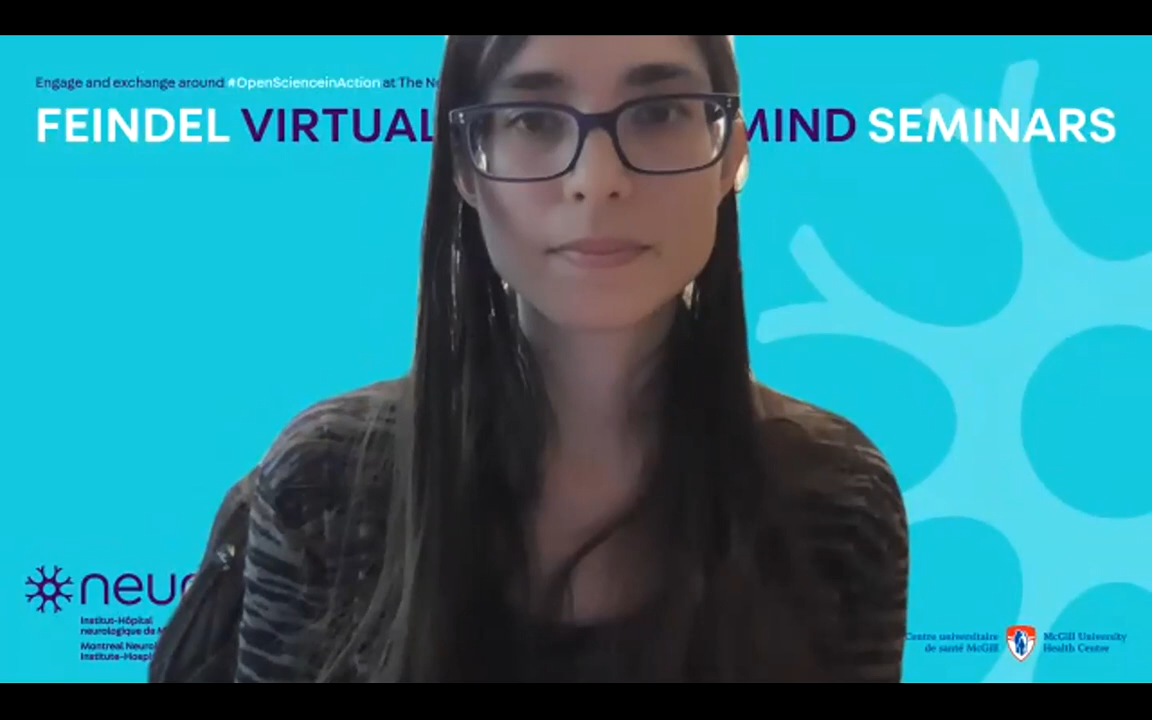 Engage and exchange around #OpenScienceinAction at The Ne
FEINDEL VIRTUAL MIND SEMINARS
neur
Institut-Hôpital
neurologique de M
Montreal Neurol
Institute-Hospi
Centre universitaire
de santé McGill
McGill University
Health Centre